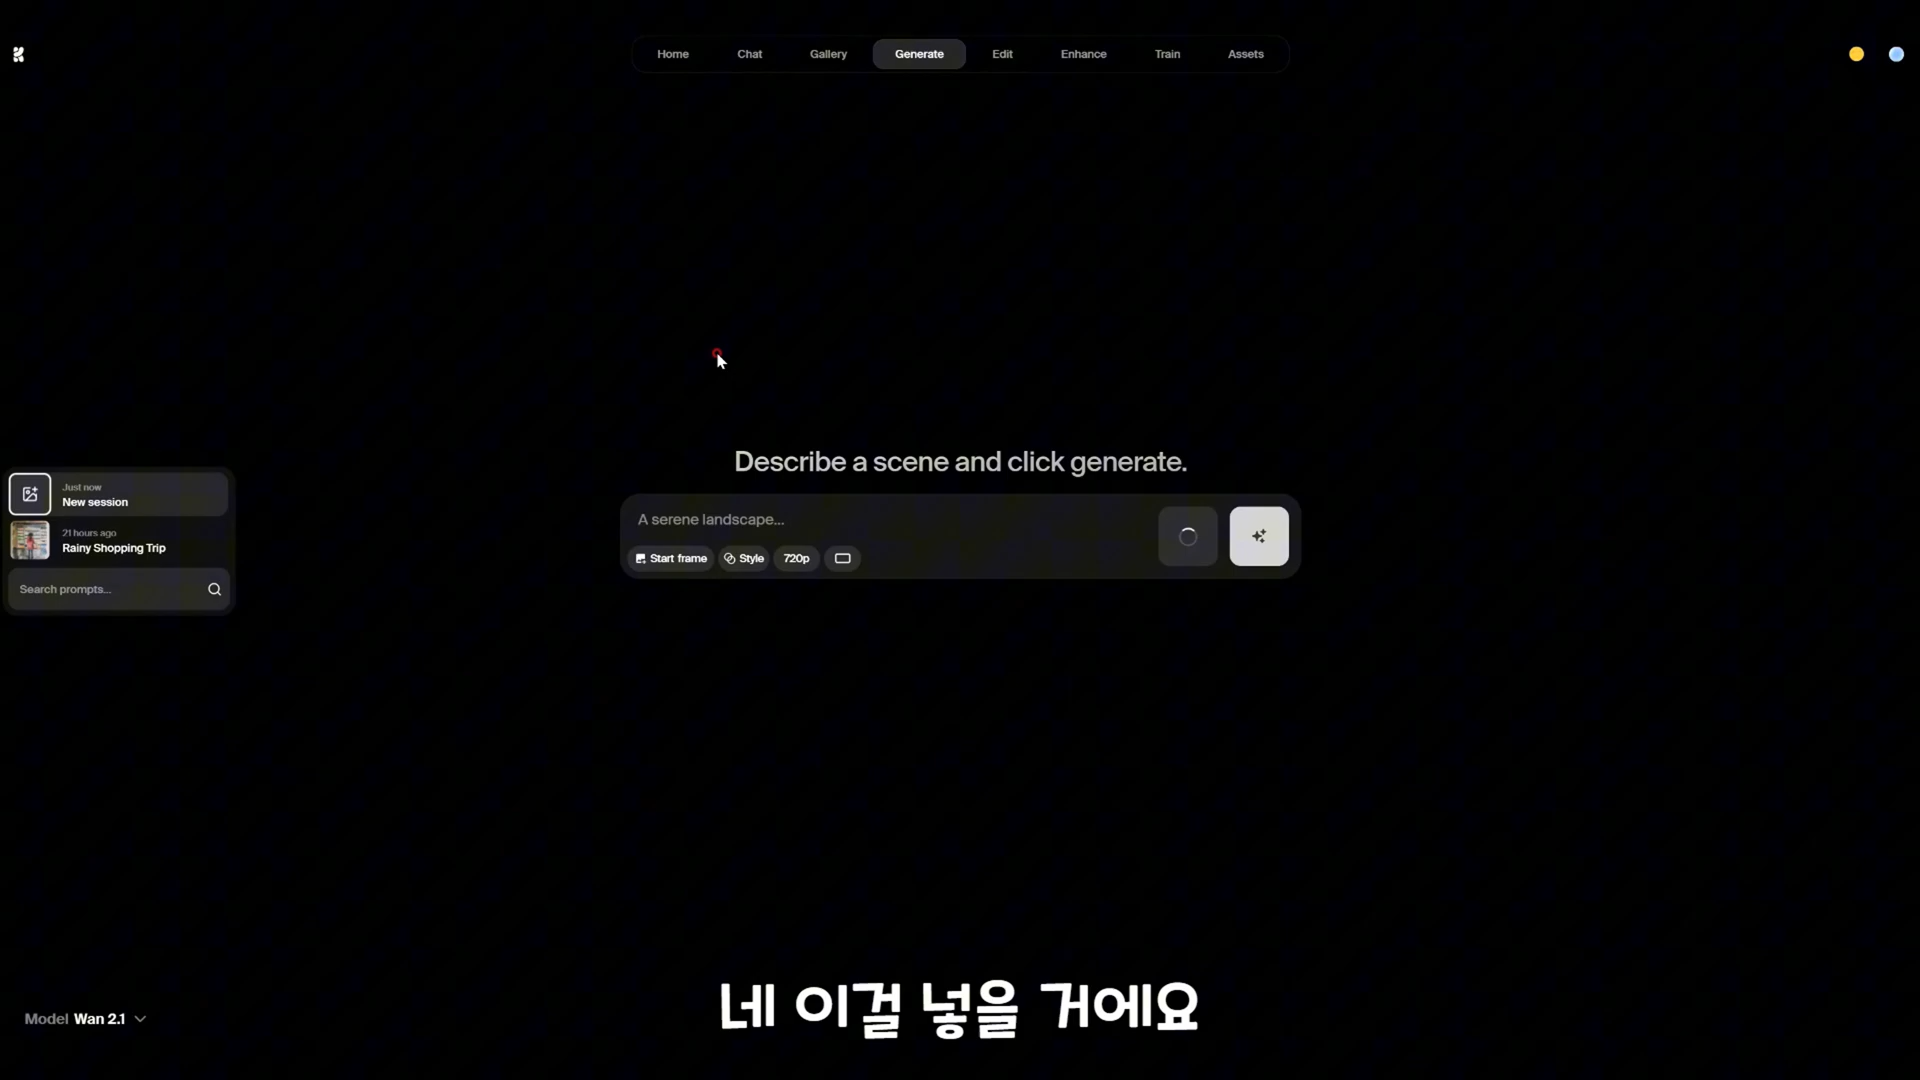 Home
Chat
Gallery
Generate
Edit
Enhance
Train
Assets
Describe a scene and click generate.
A serene landscape...
Start frame
Style
720p
Just now
New session
21 hours ago
Rainy Shopping Trip
Search prompts...
Model Wan 2.1
네 이걸 넣을 거에요